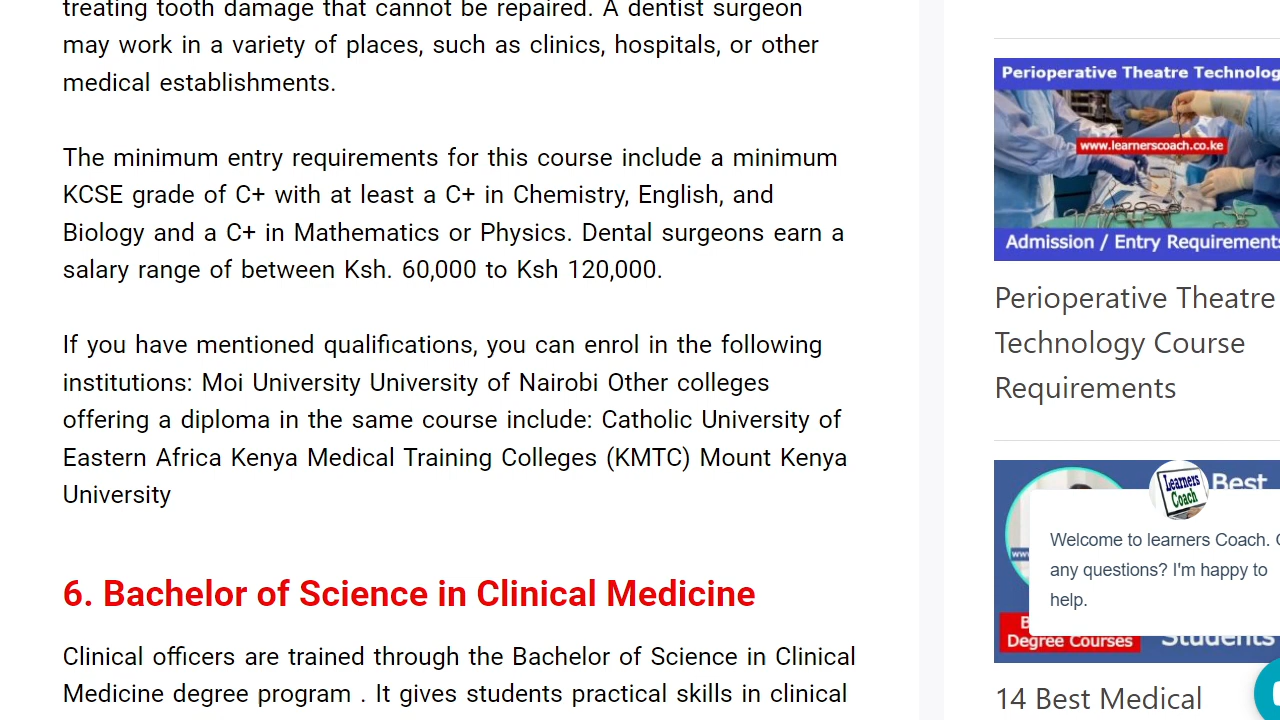 treating tooth damage that cannot be repaired. A dentist surgeon
may work in a variety of places, such as clinics, hospitals, or other
medical establishments.
The minimum entry requirements for this course include a minimum
KCSE grade of C+ with at least a C+ in Chemistry, English, and
Biology and a C+ in Mathematics or Physics. Dental surgeons earn a
salary range of between Ksh. 60,000 to Ksh 120,000.
If you have mentioned qualifications, you can enrol in the following
institutions: Moi University University of Nairobi Other colleges
offering a diploma in the same course include: Catholic University of
Eastern Africa Kenya Medical Training Colleges (KMTC) Mount Kenya
University
6. Bachelor of Science in Clinical Medicine
Clinical officers are trained through the Bachelor of Science in Clinical
Medicine degree program . It gives students practical skills in clinical
Perioperative Theatre Technolog
www.learnerscoach.co.ke
Admission / Entry Requirements
Perioperative Theatre
Technology Course
Requirements
Best
Learners
Coach
Welcome to learners Coach.
any questions? I'm happy to
help.
Degree Courses
Students
14 Best Medical